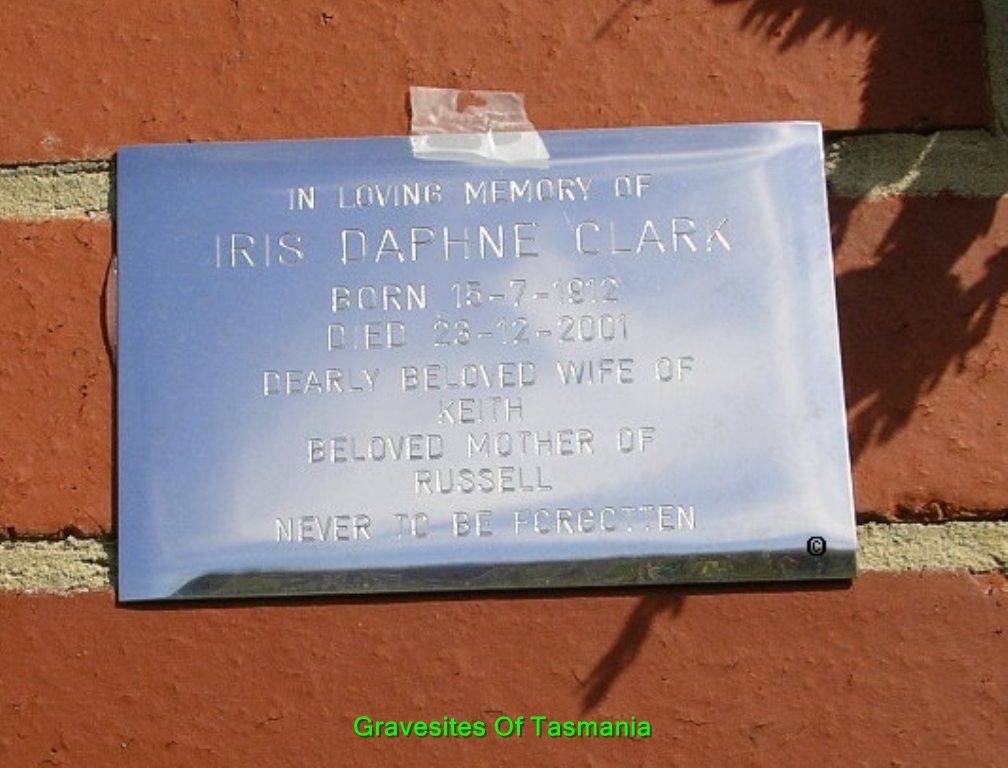 IN LOVING MEMORY OF
IRIS DAPHNE CLARK
BORN 15-7-1912
DIED 23-12-2001
DEARLY BELOVED WIFE OF
KEITH
BELOVED MOTHER OF
RUSSELL
NEVER TO BE FORGOTTEN
©
Gravesites Of Tasmania